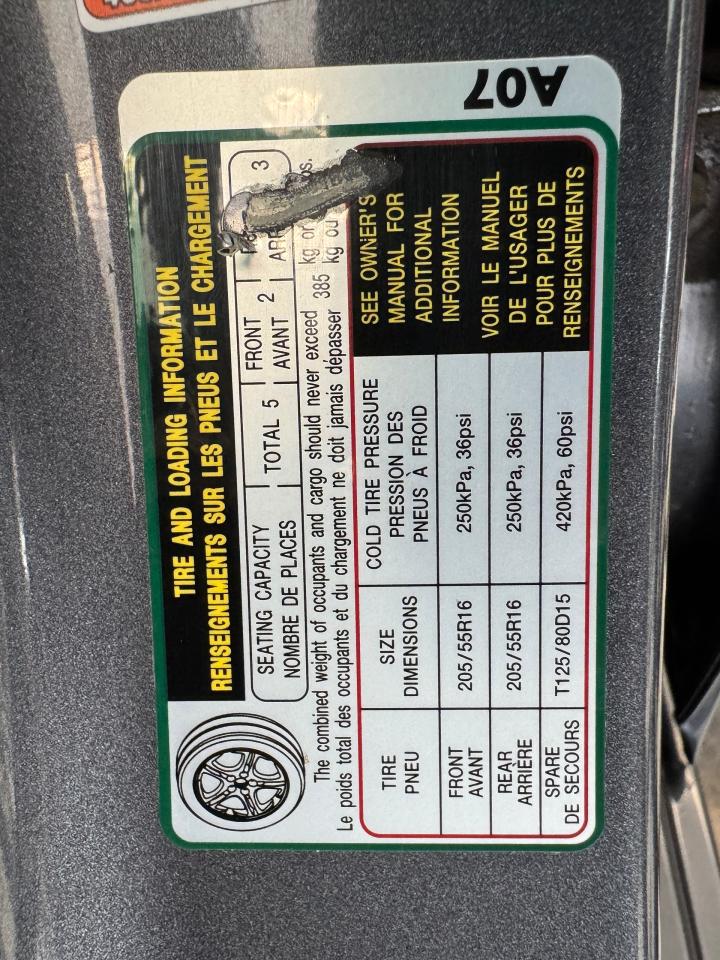 A07
TIRE AND LOADING INFORMATION
RENSEIGNEMENTS SUR LES PNEUS ET LE CHARGEMENT
SEATING CAPACITY
NOMBRE DE PLACES
TOTAL 5
FRONT
AVANT
2
3
The combined weight of occupants and cargo should never exceed 385 kg or
Le poids total des occupants et du chargement ne doit jamais dépasser kg ou
TIRE
PNEU
SIZE
DIMENSIONS
COLD TIRE PRESSURE
PRESSION DES
PNEUS À FROID
FRONT
AVANT
205/55R16
250kPa, 36psi
REAR
ARRIÈRE
205/55R16
250kPa, 36psi
SPARE
DE SECOURS
T125/80D15
420kPa, 60psi
SEE OWNER'S
MANUAL FOR
ADDITIONAL
INFORMATION
VOIR LE MANUEL
DE L'USAGER
POUR PLUS DE
RENSEIGNEMENTS